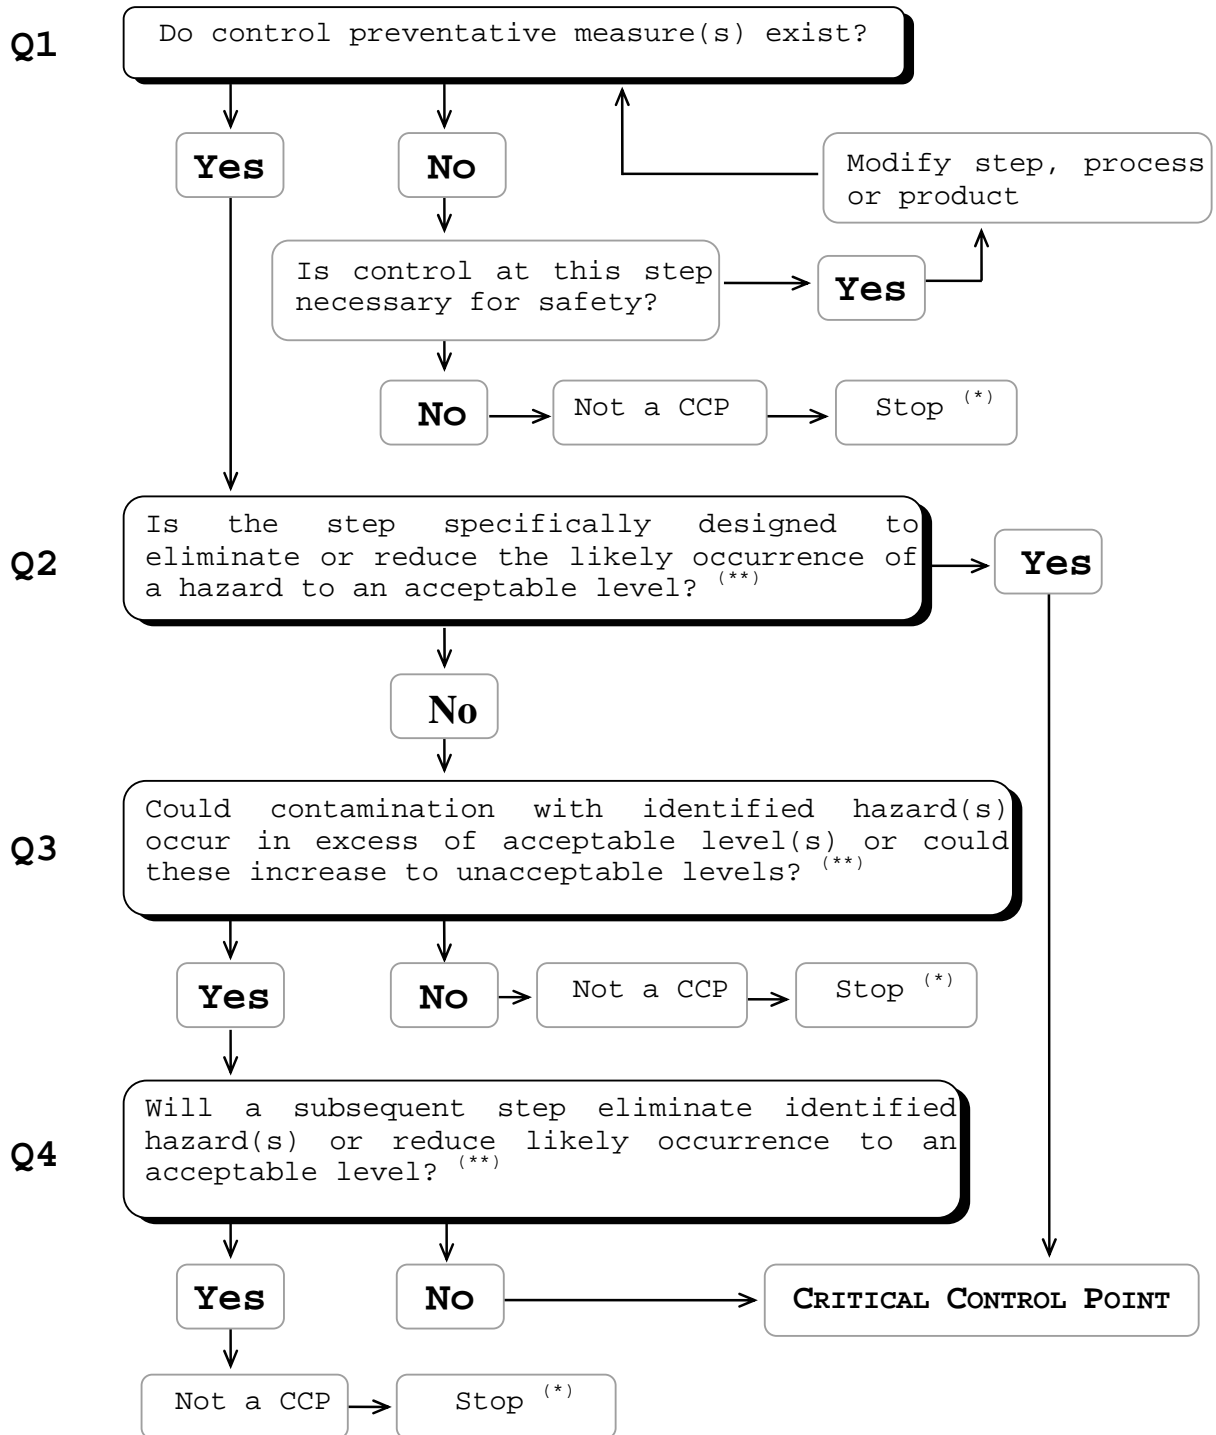 Q1
Do control preventative measure(s) exist?
Yes
No
Modify step, process
or product
Is control at this step
necessary for safety?
Yes
No
Not a CCP
Stop (*)
Q2
Is the step specifically designed to
eliminate or reduce the likely occurrence of
a hazard to an acceptable level? (**)
Yes
No
Q3
Could contamination with identified hazard(s)
occur in excess of acceptable level(s) or could
these increase to unacceptable levels? (**)
Yes
No
Not a CCP
Stop (*)
Q4
Will a subsequent step eliminate identified
hazard(s) or reduce likely occurrence to an
acceptable level? (**)
Yes
No
CRITICAL CONTROL POINT
Not a CCP
Stop (*)